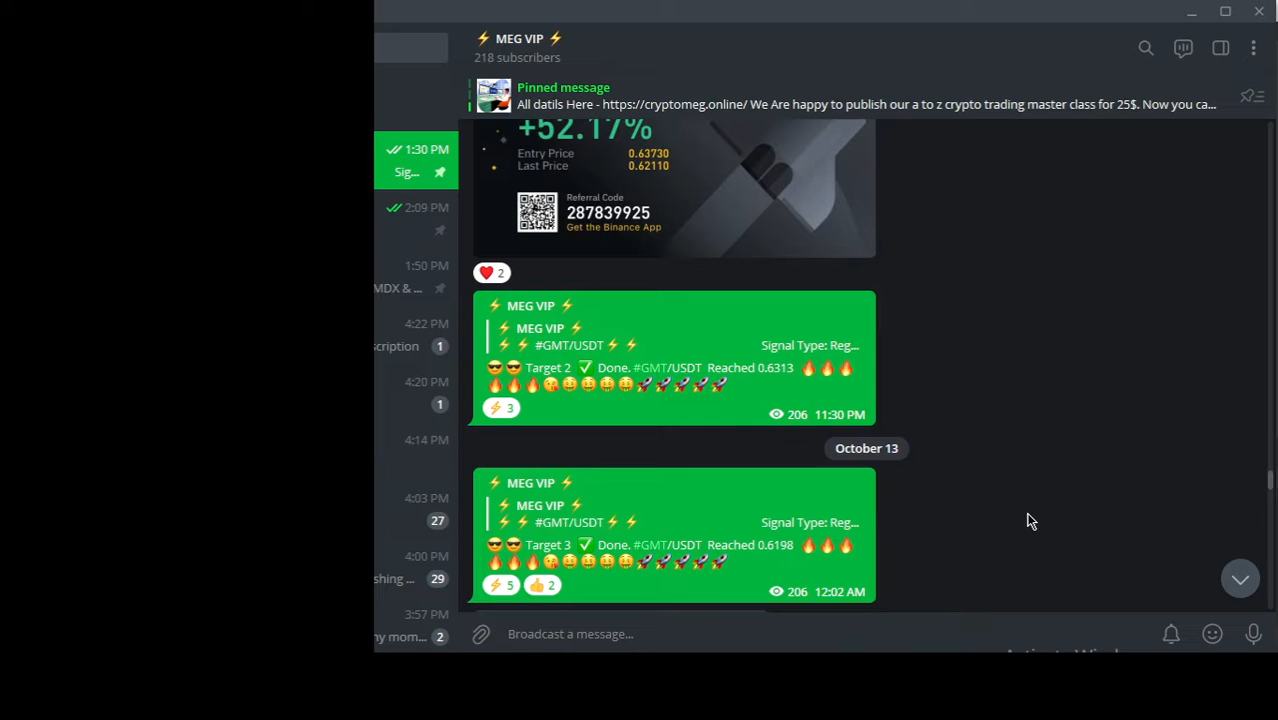 ⚡ MEG VIP ⚡
218 subscribers
Pinned message
All datils Here - https://cryptomeg.online/ We Are happy to publish our a to z crypto trading master class for 25$. Now you ca...
+52.17%
Entry Price 0.63730
Last Price 0.62110
Referral Code
287839925
Get the Binance App
❤️ 2
⚡ MEG VIP ⚡
⚡ MEG VIP ⚡
⚡ ⚡ #GMT/USDT ⚡ ⚡ Signal Type: Reg...
😎😎 Target 2 ✅ Done. #GMT/USDT Reached 0.6313 🔥🔥🔥
🔥🔥🔥😘🤑🤑🤑🤑🚀🚀🚀🚀🚀
⚡ 3
206 11:30 PM
October 13
⚡ MEG VIP ⚡
⚡ MEG VIP ⚡
⚡ ⚡ #GMT/USDT ⚡ ⚡ Signal Type: Reg...
😎😎 Target 3 ✅ Done. #GMT/USDT Reached 0.6198 🔥🔥🔥
🔥🔥🔥😘🤑🤑🤑🤑🚀🚀🚀🚀🚀
⚡ 5 👍 2
206 12:02 AM
Broadcast a message...
1:30 PM
Sig...
2:09 PM
1:50 PM
MDX & ...
4:22 PM
scription 1
4:20 PM
1
4:14 PM
4:03 PM
27
4:00 PM
shing ... 29
3:57 PM
ny mom... 2